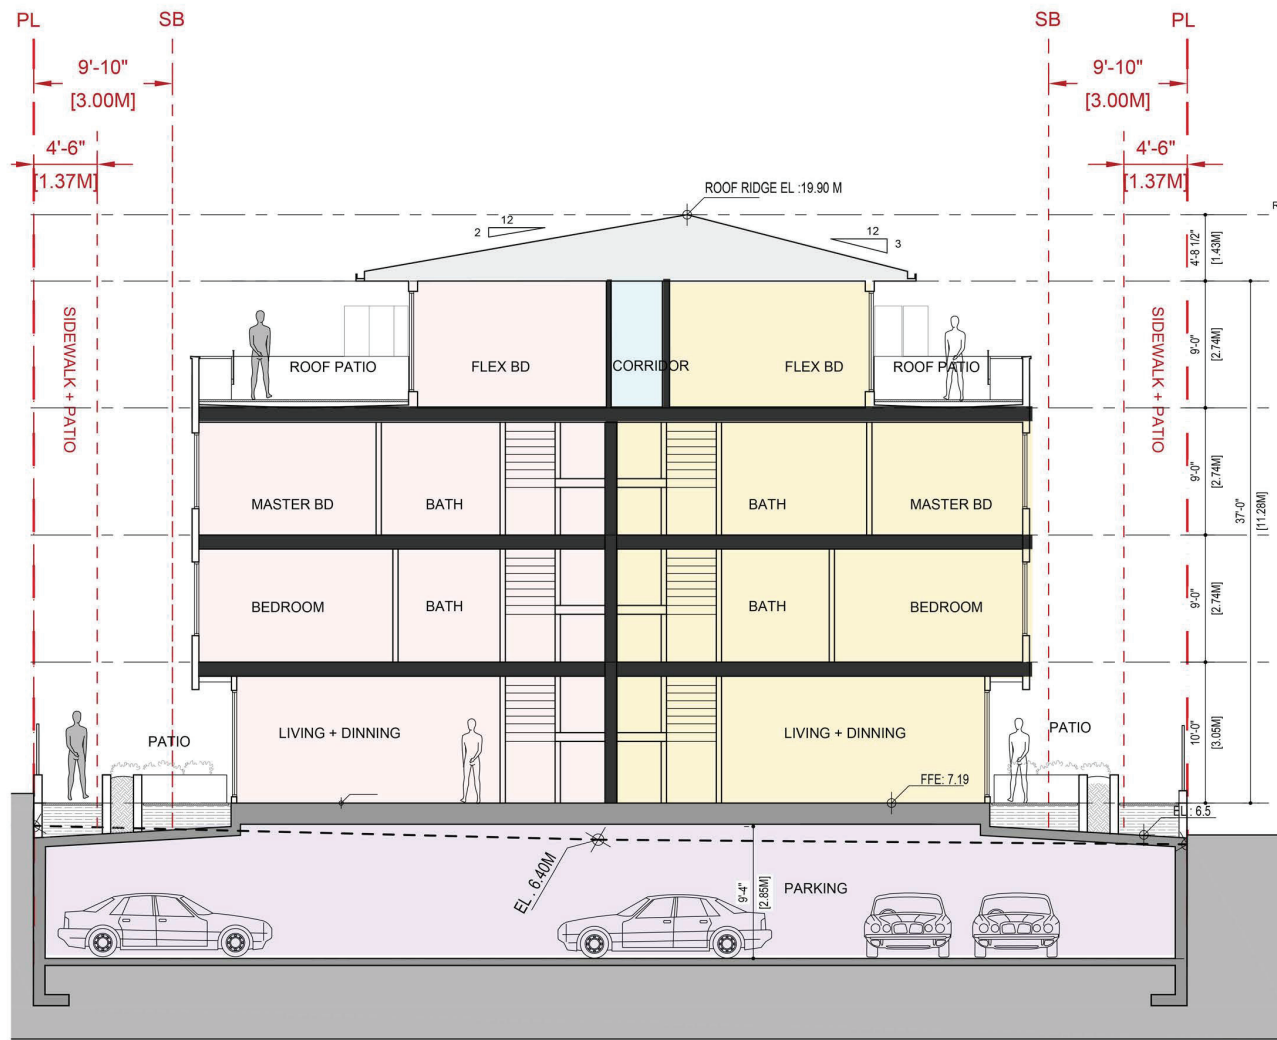 PL
SB
SB
PL
9'-10"
[3.00M]
9'-10"
[3.00M]
4'-6"
[1.37M]
4'-6"
[1.37M]
ROOF RIDGE EL :19.90 M
R
12
2
12
3
4'-8 1/2"
[1.43M]
SIDEWALK + PATIO
SIDEWALK + PATIO
9'-0"
[2.74M]
ROOF PATIO
FLEX BD
CORRIDOR
FLEX BD
ROOF PATIO
9'-0"
[2.74M]
37'-0"
[11.28M]
MASTER BD
BATH
BATH
MASTER BD
9'-0"
[2.74M]
BEDROOM
BATH
BATH
BEDROOM
10'-0"
[3.05M]
PATIO
LIVING + DINNING
LIVING + DINNING
PATIO
FFE: 7.19
EL : 6.5
EL . 6.40M
9'-4"
[2.85M]
PARKING